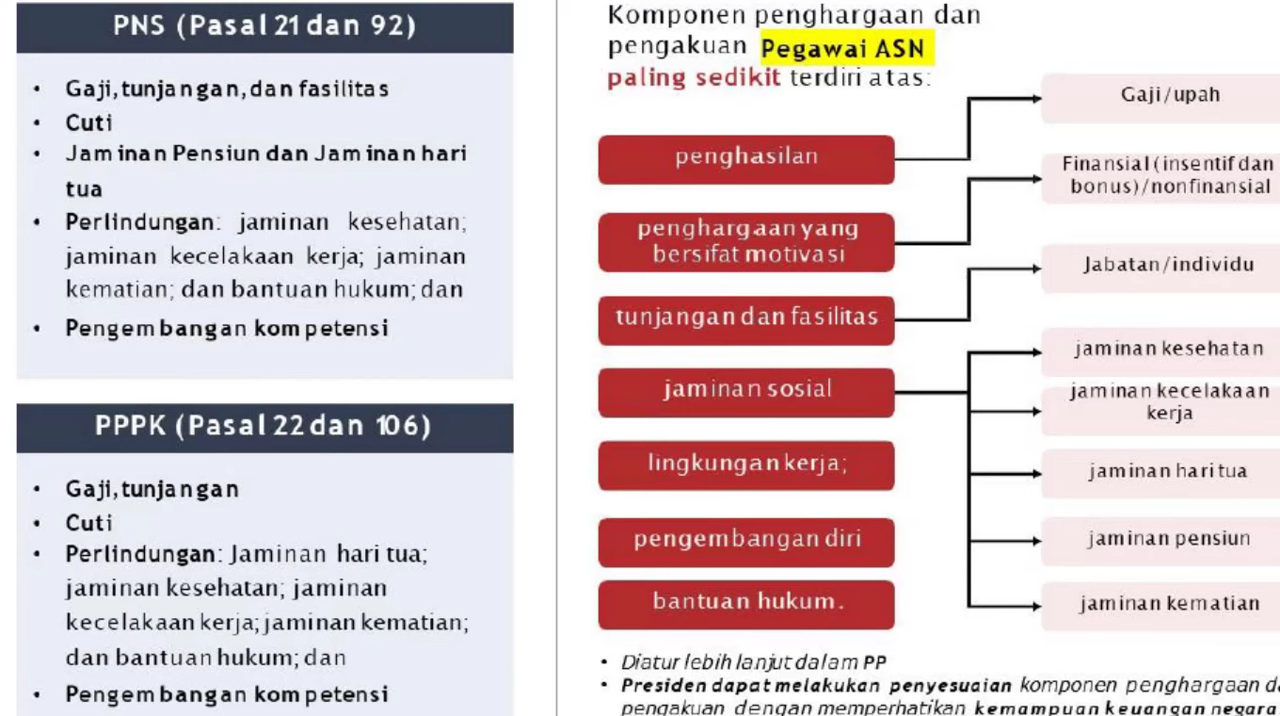 PNS (Pasal 21 dan 92)
• Gaji, tunjangan, dan fasilitas
• Cuti
• Jaminan Pensiun dan Jaminan hari
tua
• Perlindungan: jaminan kesehatan;
jaminan kecelakaan kerja; jaminan
kematian; dan bantuan hukum; dan
• Pengembangan kompetensi
PPPK (Pasal 22 dan 106)
• Gaji, tunjangan
• Cuti
• Perlindungan: Jaminan hari tua;
jaminan kesehatan; jaminan
kecelakaan kerja; jaminan kematian;
dan bantuan hukum; dan
• Pengembangan kompetensi
Komponen penghargaan dan
pengakuan Pegawai ASN
paling sedikit terdiri atas:
penghasilan
penghargaan yang
bersifat motivasi
tunjangan dan fasilitas
jaminan sosial
lingkungan kerja;
pengembangan diri
bantuan hukum.
Gaji/upah
Finansial (insentif dan
bonus)/nonfinansial
Jabatan/individu
jaminan kesehatan
jaminan kecelakaan
kerja
jaminan hari tua
jaminan pensiun
jaminan kematian
• Diatur lebih lanjut dalam PP
• Presiden dapat melakukan penyesuaian komponen penghargaan
pengakuan dengan memperhatikan kemampuan keuangan negara